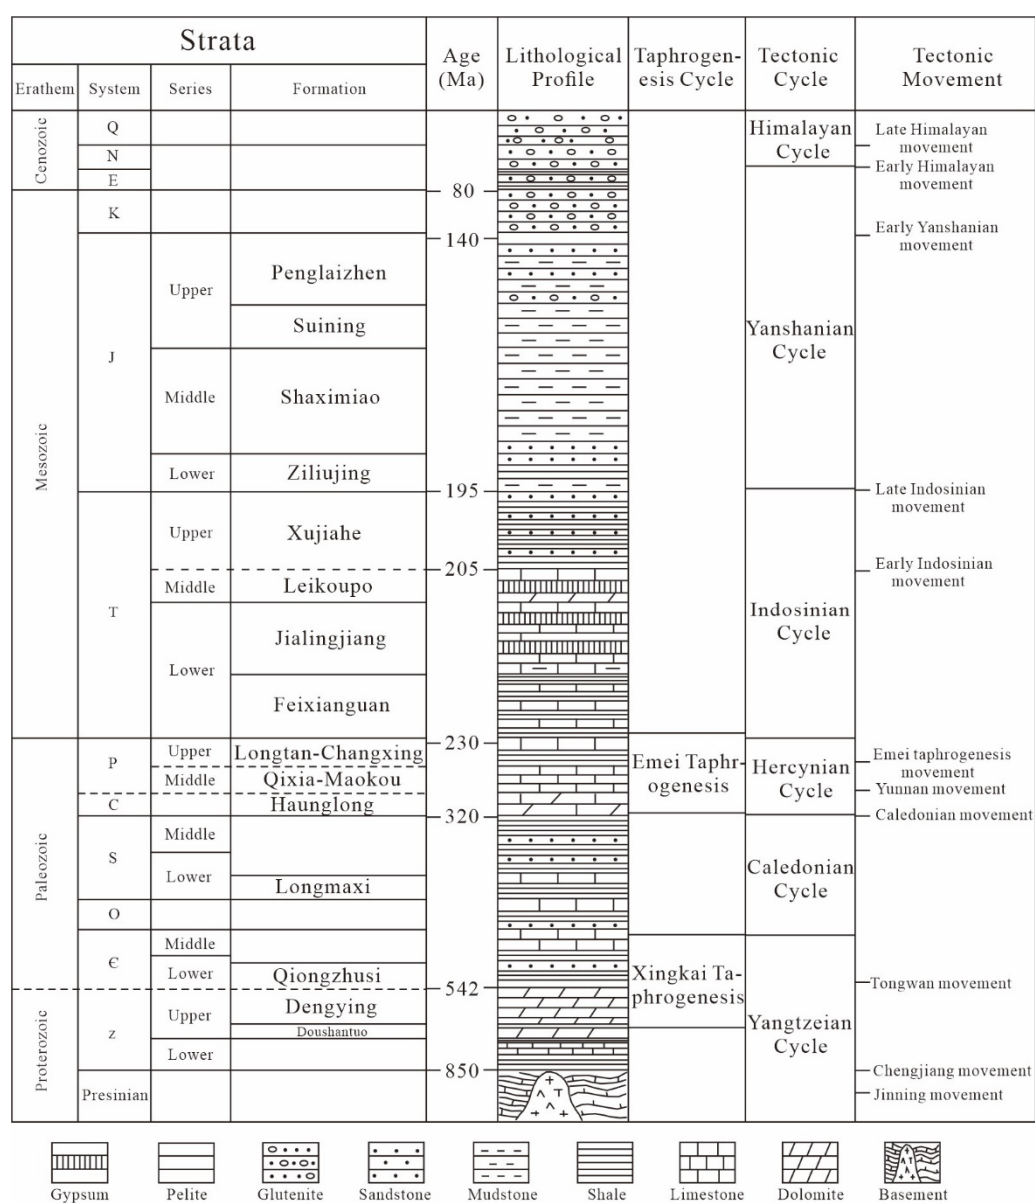 Strata
Age
(Ma)
Lithological
Profile
Taphrogen-
esis Cycle
Tectonic
Cycle
Tectonic
Movement
Erathem
System
Series
Formation
Cenozoic
Q
N
E
Mesozoic
K
J
Upper
Penglaizhen
Suining
Middle
Shaximiao
Lower
Ziliujing
T
Upper
Xujiahe
Middle
Leikoupo
Lower
Jialingjiang
Feixianguan
Paleozoic
P
Upper
Longtan-Changxing
Middle
Qixia-Maokou
C
Haunglong
S
Middle
Lower
Longmaxi
O
Є
Middle
Lower
Qiongzhusi
Proterozoic
Z
Upper
Dengying
Doushantuo
Lower
Presinian
80
140
195
205
230
320
542
850
Emei Taphr-
ogenesis
Xingkai Ta-
phrogenesis
Himalayan
Cycle
Yanshanian
Cycle
Indosinian
Cycle
Hercynian
Cycle
Caledonian
Cycle
Yangtzeian
Cycle
Late Himalayan
movement
Early Himalayan
movement
Early Yanshanian
movement
Late Indosinian
movement
Early Indosinian
movement
Emei taphrogenesis
movement
Yunnan movement
Caledonian movement
Tongwan movement
Chengjiang movement
Jinning movement
Gypsum
Pelite
Glutenite
Sandstone
Mudstone
Shale
Limestone
Dolomite
Basement